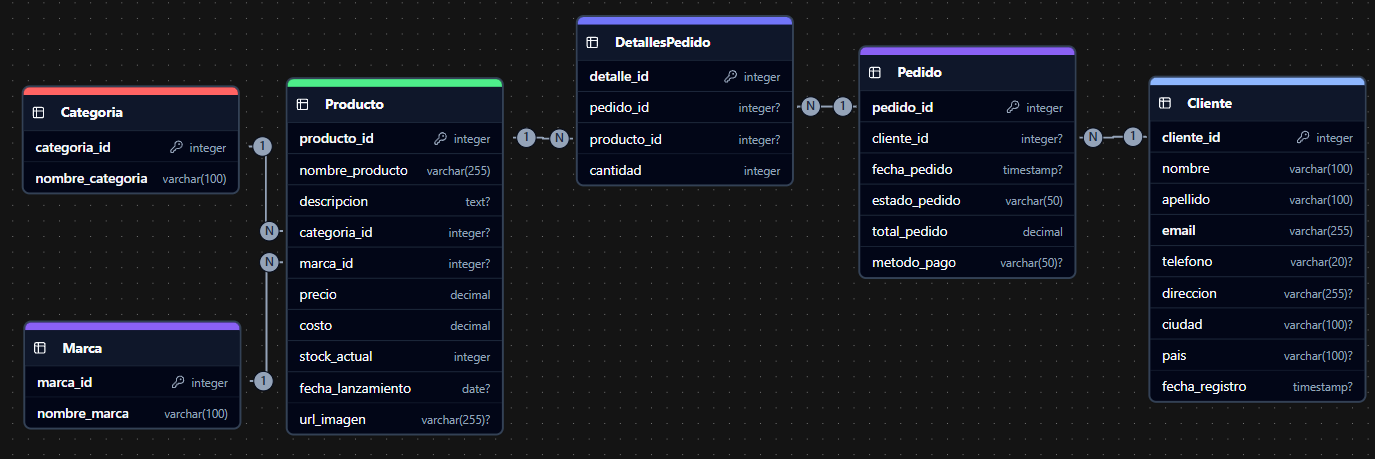 Categoria
categoria_id integer
nombre_categoria varchar(100)
Marca
marca_id integer
nombre_marca varchar(100)
1
N
N
1
Producto
producto_id integer
nombre_producto varchar(255)
descripcion text?
categoria_id integer?
marca_id integer?
precio decimal
costo decimal
stock_actual integer
fecha_lanzamiento date?
url_imagen varchar(255)?
1 N
DetallesPedido
detalle_id integer
pedido_id integer?
producto_id integer?
cantidad integer
N 1
Pedido
pedido_id integer
cliente_id integer?
fecha_pedido timestamp?
estado_pedido varchar(50)
total_pedido decimal
metodo_pago varchar(50)?
N 1
Cliente
cliente_id integer
nombre varchar(100)
apellido varchar(100)
email varchar(255)
telefono varchar(20)?
direccion varchar(255)?
ciudad varchar(100)?
pais varchar(100)?
fecha_registro timestamp?